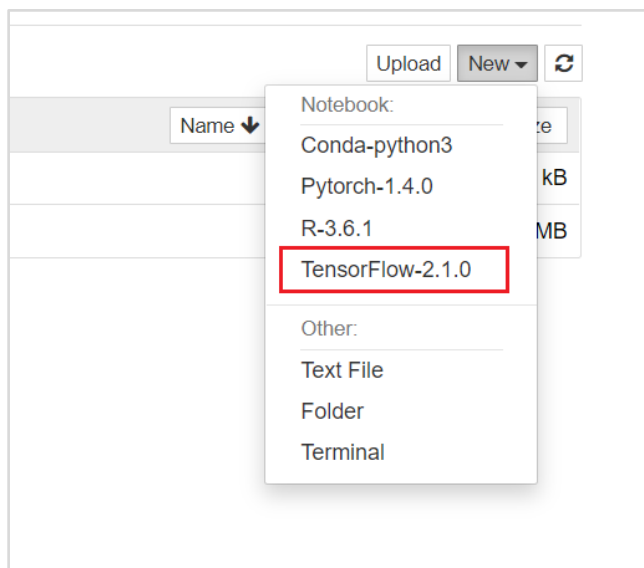 Upload New
Name ze
Notebook:
Conda-python3
Pytorch-1.4.0
kB
R-3.6.1
MB
TensorFlow-2.1.0
Other:
Text File
Folder
Terminal